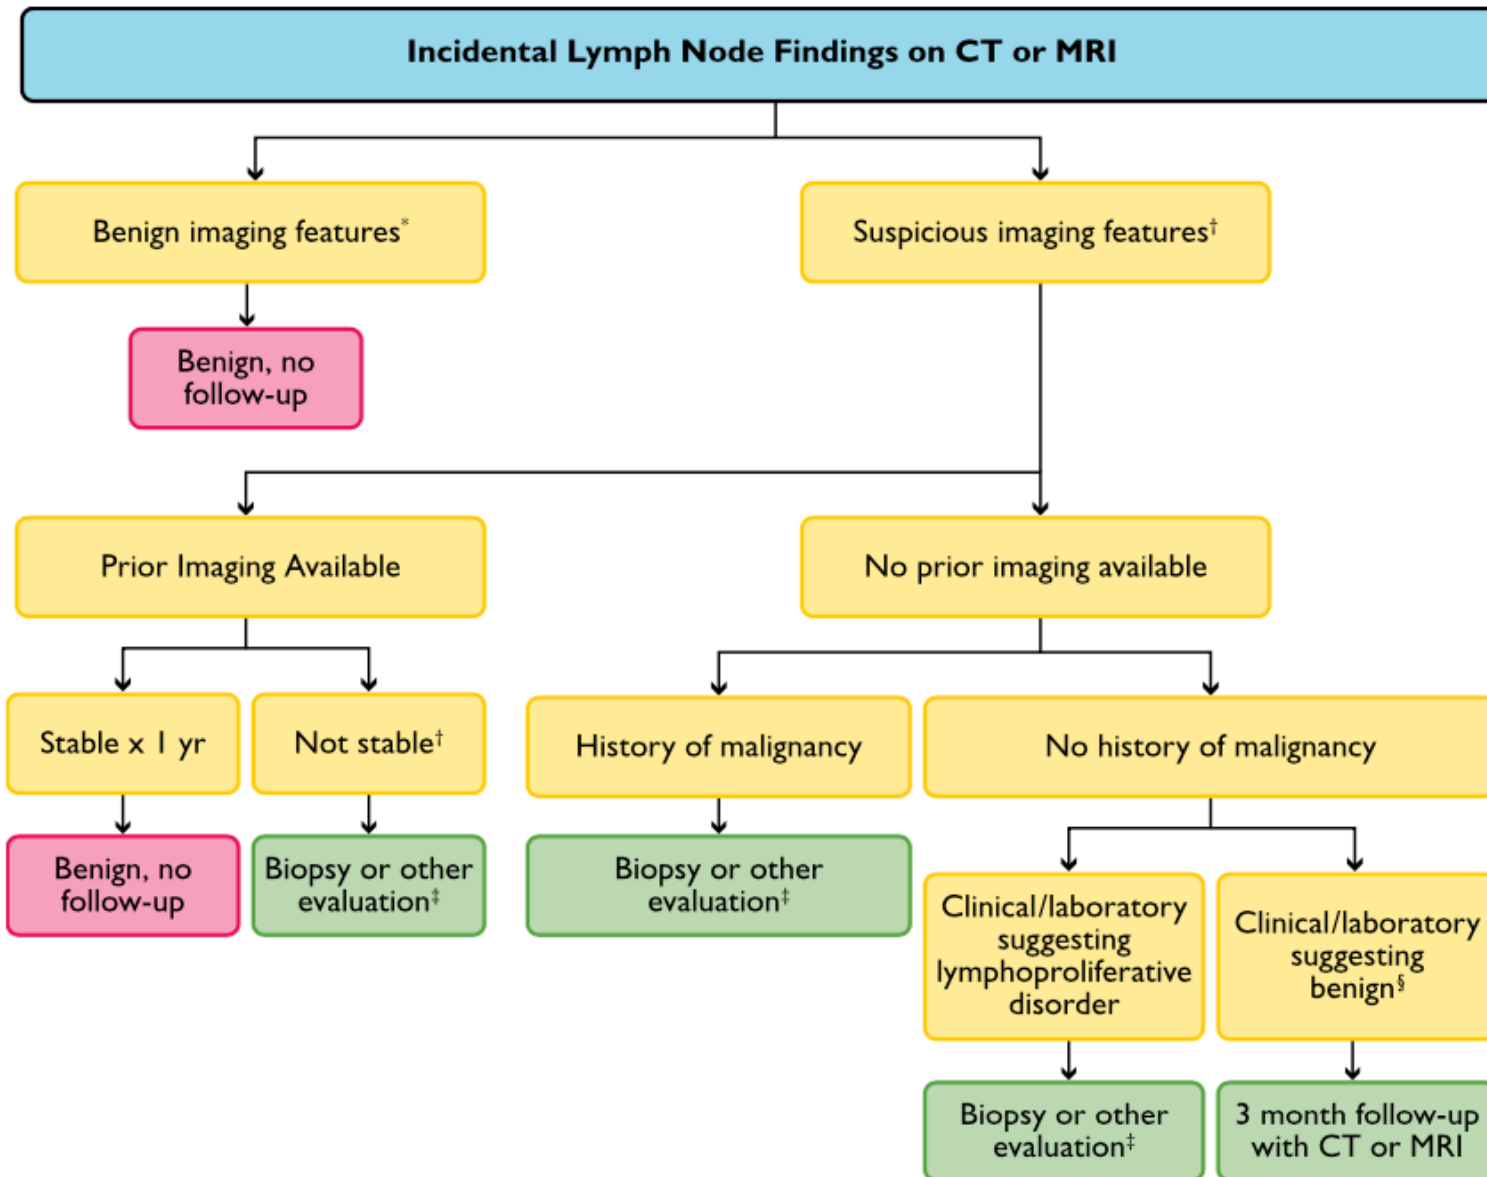 Incidental Lymph Node Findings on CT or MRI
Benign imaging features*
Suspicious imaging features†
Benign, no
follow-up
Prior Imaging Available
No prior imaging available
Stable x 1 yr
Not stable†
History of malignancy
No history of malignancy
Benign, no
follow-up
Biopsy or other
evaluation‡
Biopsy or other
evaluation‡
Clinical/laboratory
suggesting
lymphoproliferative
disorder
Clinical/laboratory
suggesting
benign§
Biopsy or other
evaluation‡
3 month follow-up
with CT or MRI